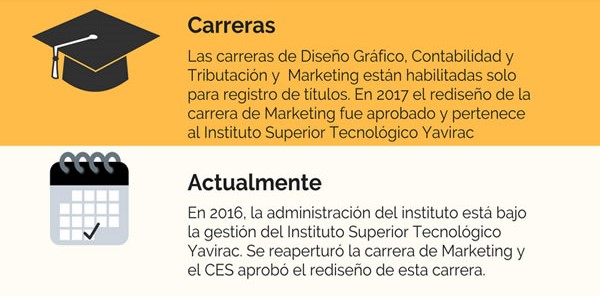 Carreras
Las carreras de Diseño Gráfico, Contabilidad y
Tributación y Marketing están habilitadas solo
para registro de títulos. En 2017 el rediseño de la
carrera de Marketing fue aprobado y pertenece
al Instituto Superior Tecnológico Yavirac
Actualmente
En 2016, la administración del instituto está bajo
la gestión del Instituto Superior Tecnológico
Yavirac. Se reaperturó la carrera de Marketing y
el CES aprobó el rediseño de esta carrera.